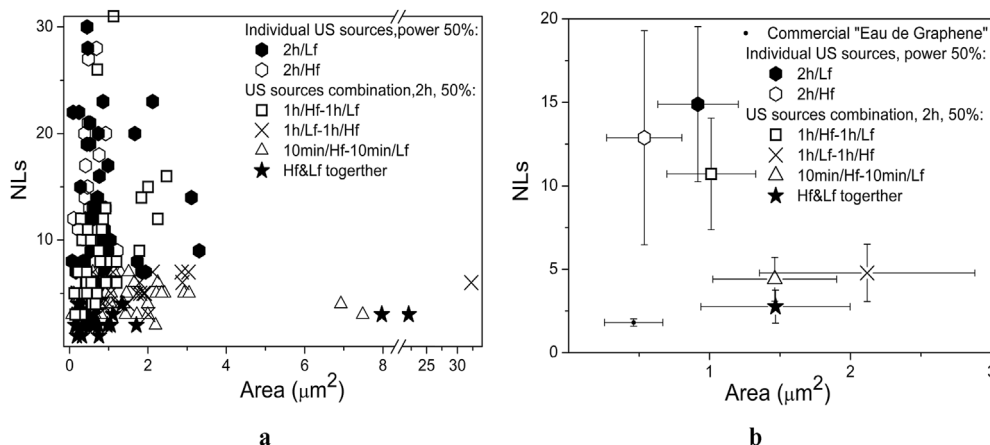 NLs
30
20
10
0
2
4
6
8
25
30
Area (μm²)
Individual US sources,power 50%:
2h/Lf
2h/Hf
US sources combination,2h, 50%:
1h/Hf-1h/Lf
1h/Lf-1h/Hf
10min/Hf-10min/Lf
Hf&Lf togerther
a
NLs
20
15
10
5
0
1
2
3
Area (μm²)
Commercial "Eau de Graphene"
Individual US sources, power 50%:
2h/Lf
2h/Hf
US sources combination, 2h, 50%:
1h/Hf-1h/Lf
1h/Lf-1h/Hf
10min/Hf-10min/Lf
Hf&Lf togerther
b